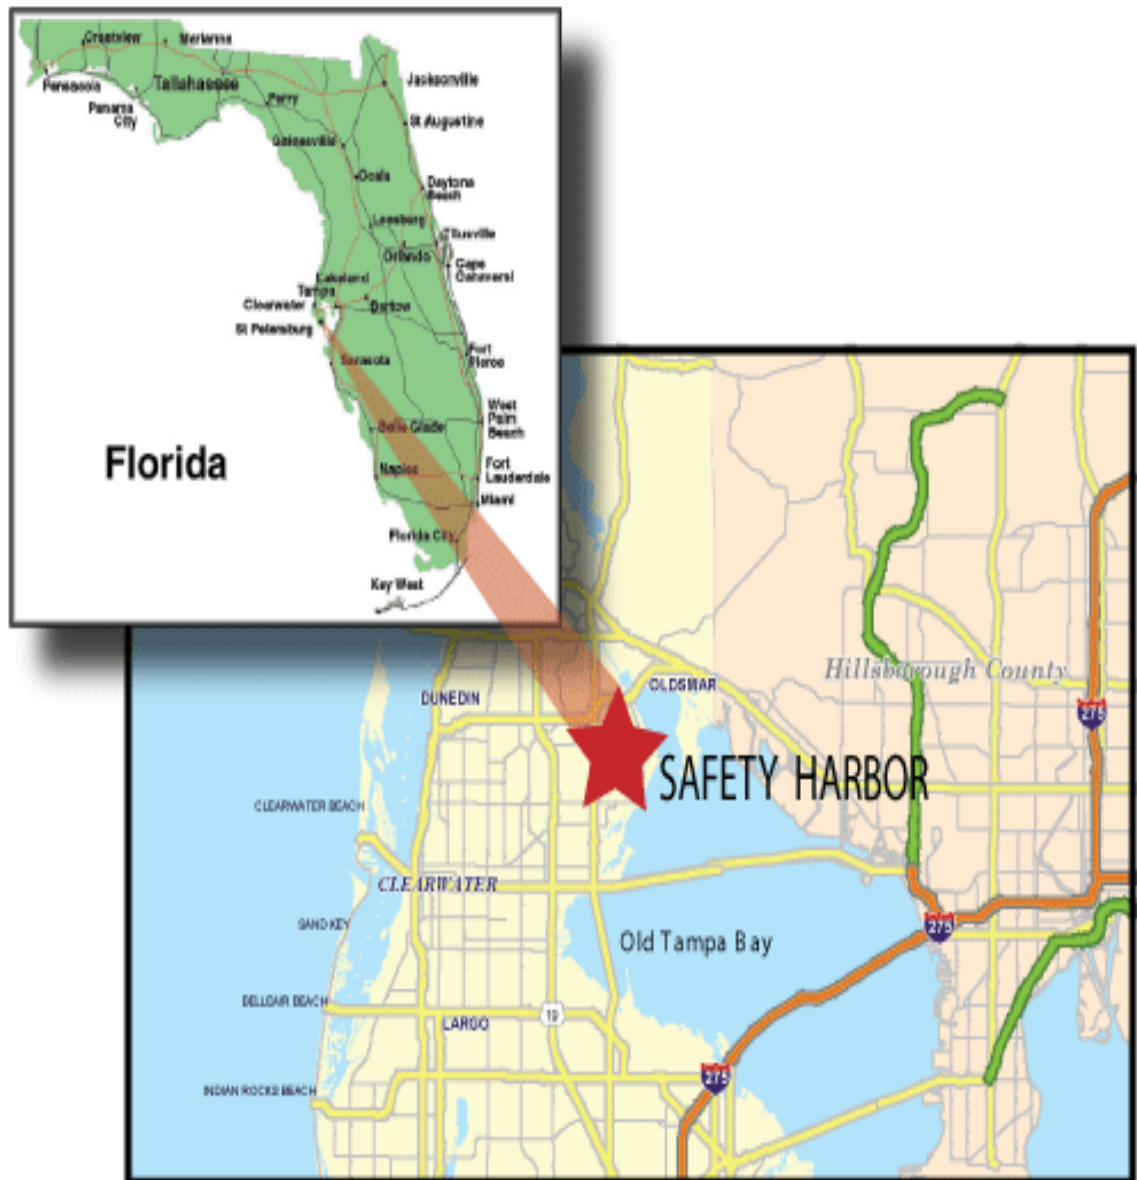 Crestview
Marianna
Pensacola
Tallahassee
Panama
City
Perry
Jacksonville
St Augustine
Gainesville
Ocala
Daytona
Beach
Leesburg
Titusville
Orlando
Cape
Canaveral
Lakeland
Tampa
Clearwater
Bartow
St Petersburg
Sarasota
Fort
Pierce
West
Palm
Beach
Belle Glade
Florida
Naples
Fort
Lauderdale
Miami
Florida City
Key West
Hillsborough County
DUNEDIN
OLDSMAR
275
SAFETY HARBOR
CLEARWATER BEACH
CLEARWATER
SAND KEY
275
Old Tampa Bay
BELLEAIR BEACH
LARGO
19
275
INDIAN ROCKS BEACH